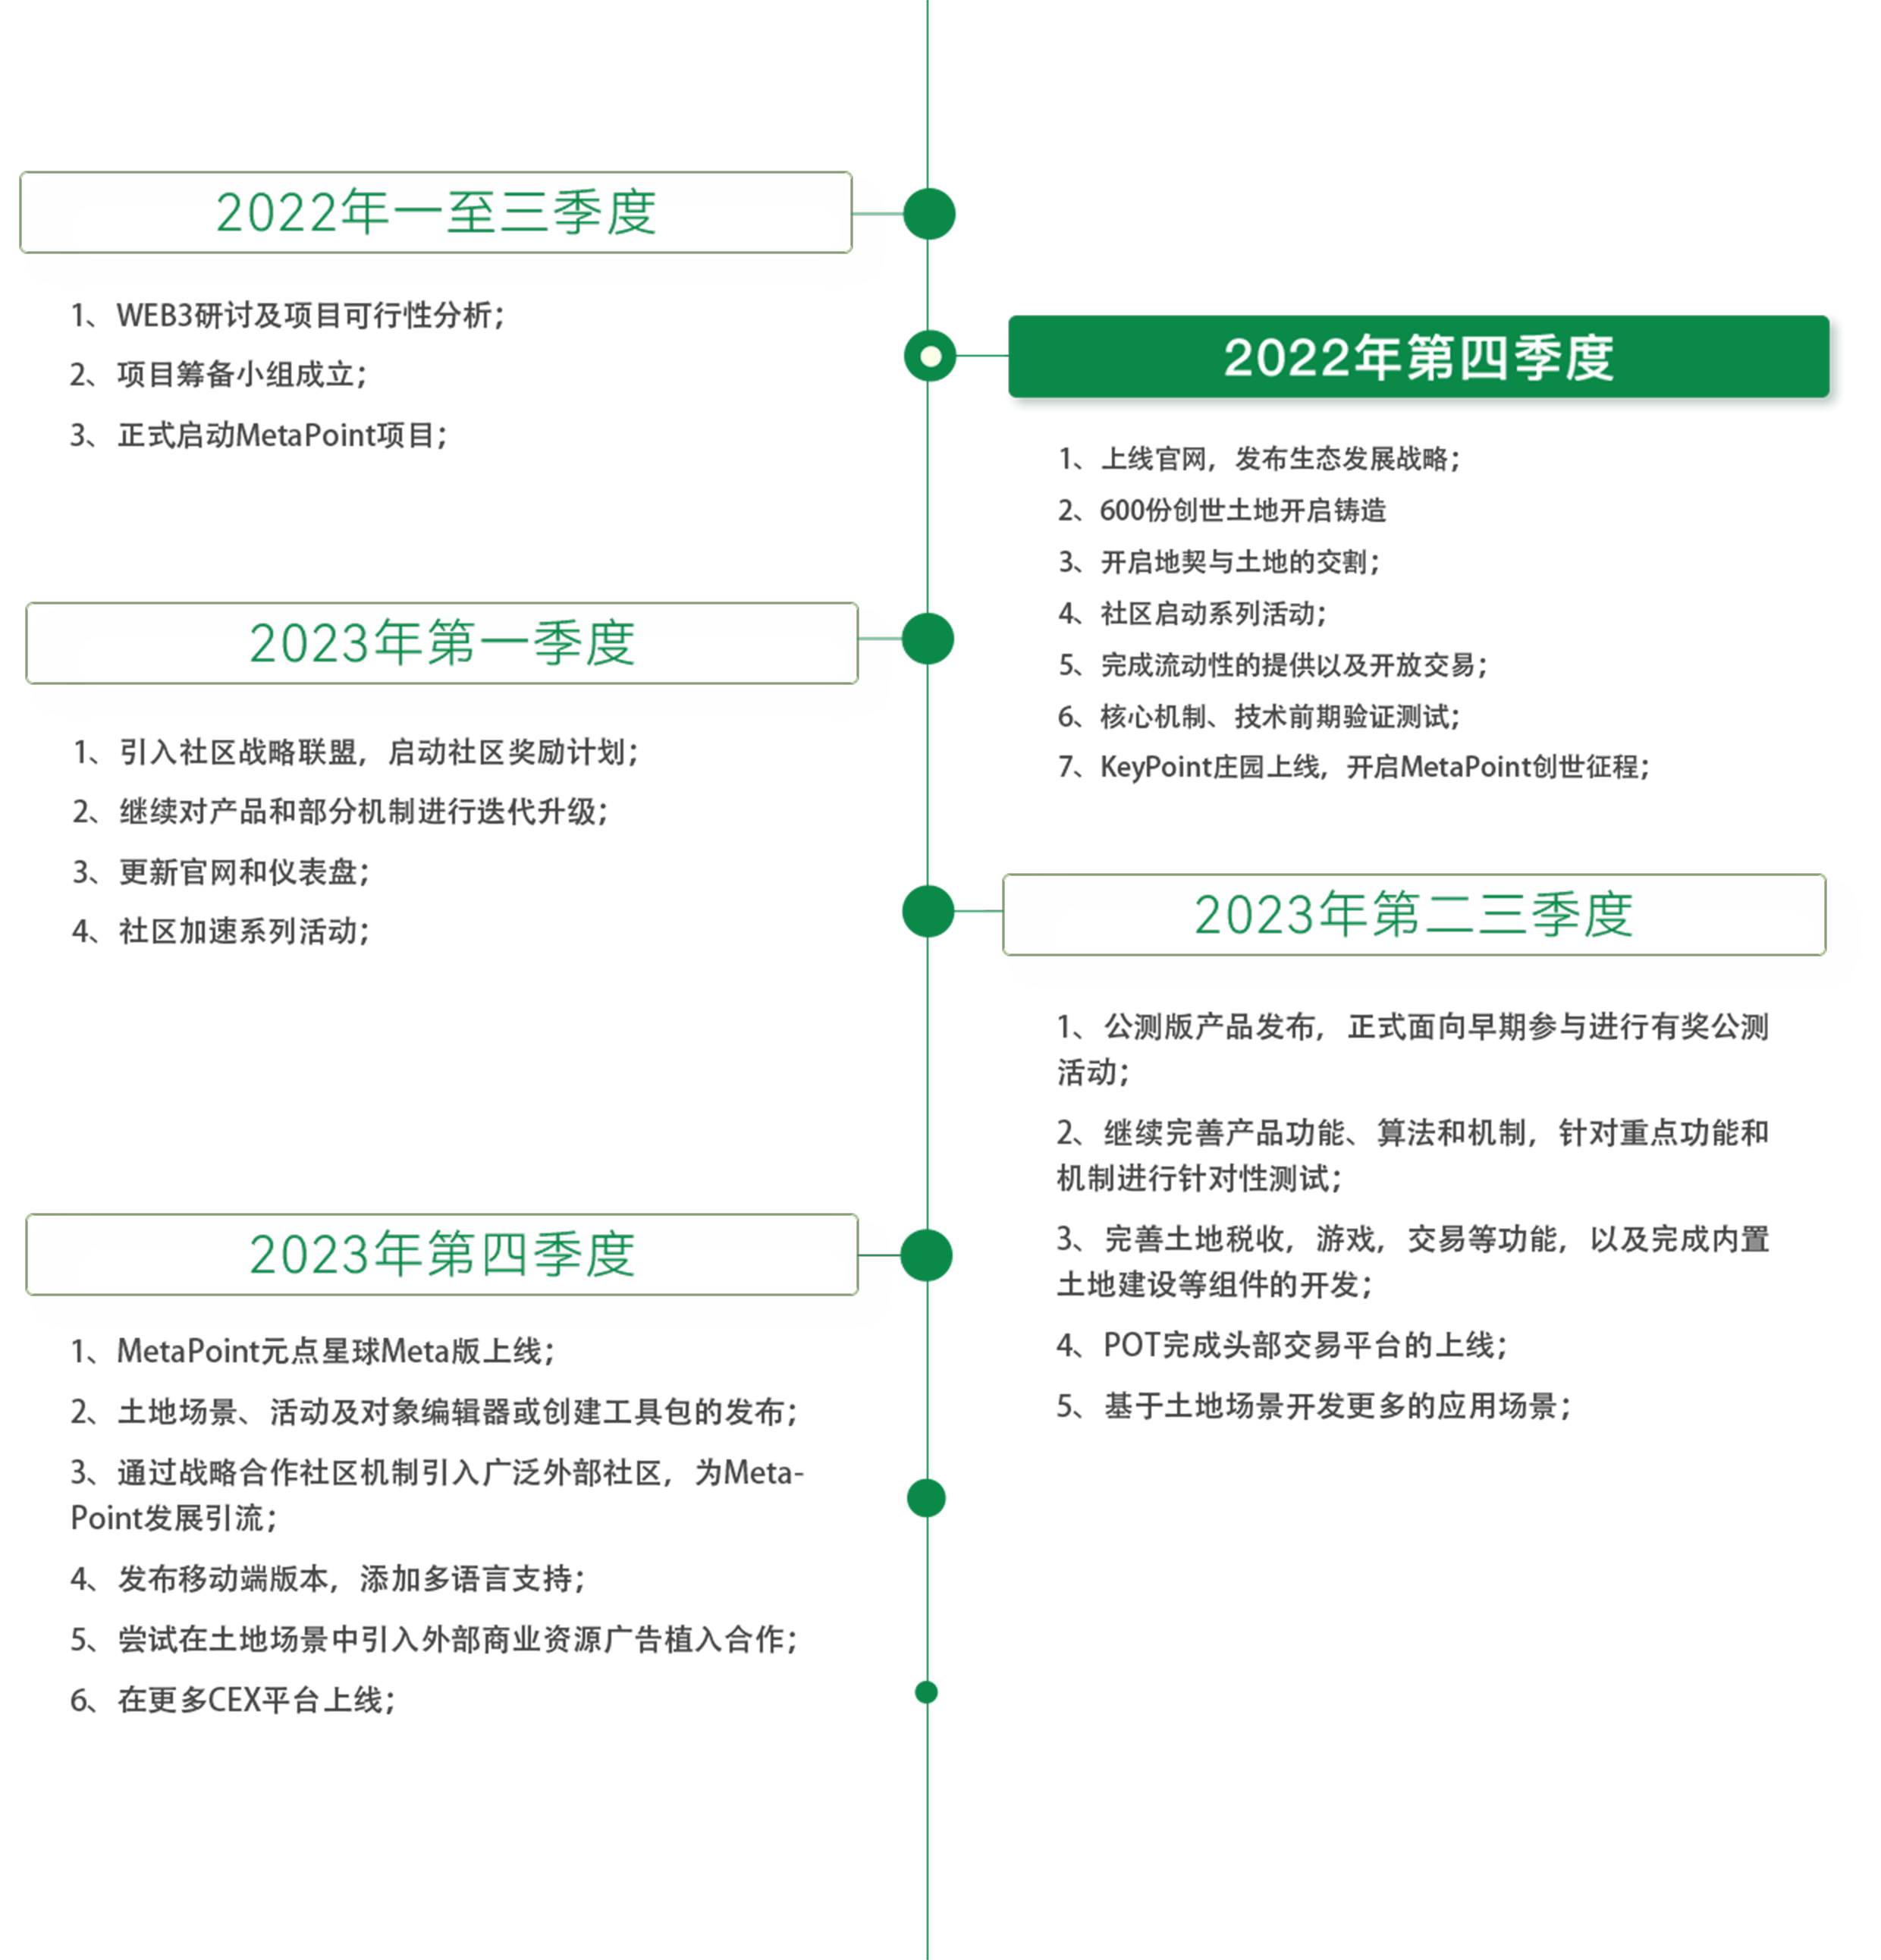 2022年一至三季度
1、WEB3研讨及项目可行性分析；
2、项目筹备小组成立；
3、正式启动MetaPoint项目；
2022年第四季度
1、上线官网，发布生态发展战略；
2、600份创世土地开启铸造
3、开启地契与土地的交割；
4、社区启动系列活动；
5、完成流动性的提供以及开放交易；
6、核心机制、技术前期验证测试；
7、KeyPoint庄园上线，开启MetaPoint创世征程；
2023年第一季度
1、引入社区战略联盟，启动社区奖励计划；
2、继续对产品和部分机制进行迭代升级；
3、更新官网和仪表盘；
4、社区加速系列活动；
2023年第二三季度
1、公测版产品发布，正式面向早期参与进行有奖公测
活动；
2、继续完善产品功能、算法和机制，针对重点功能和
机制进行针对性测试；
3、完善土地税收，游戏，交易等功能，以及完成内置
土地建设等组件的开发；
4、POT完成头部交易平台的上线；
5、基于土地场景开发更多的应用场景；
2023年第四季度
1、MetaPoint元点星球Meta版上线；
2、土地场景、活动及对象编辑器或创建工具包的发布；
3、通过战略合作社区机制引入广泛外部社区，为Meta-
Point发展引流；
4、发布移动端版本，添加多语言支持；
5、尝试在土地场景中引入外部商业资源广告植入合作；
6、在更多CEX平台上线；